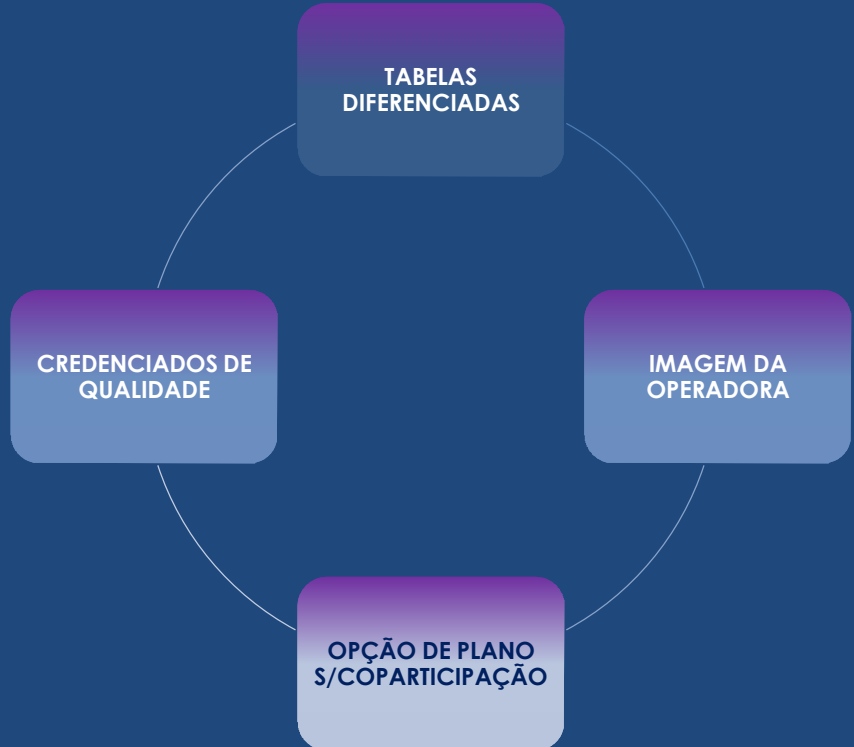 TABELAS
DIFERENCIADAS
CREDENCIADOS DE
QUALIDADE
IMAGEM DA
OPERADORA
OPÇÃO DE PLANO
S/COPARTICIPAÇÃO